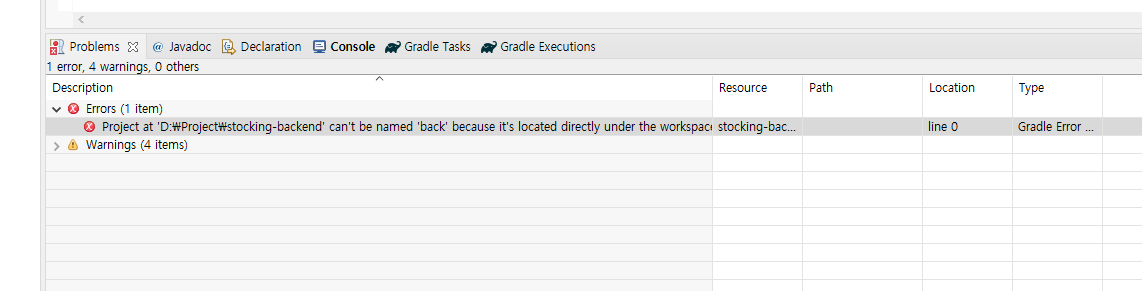 Problems @ Javadoc Declaration Console Gradle Tasks Gradle Executions
1 error, 4 warnings, 0 others
Description Resource Path Location Type
Errors (1 item)
Project at 'D:₩Project₩stocking-backend' can't be named 'back' because it's located directly under the workspace stocking-bac... line 0 Gradle Error ...
Warnings (4 items)